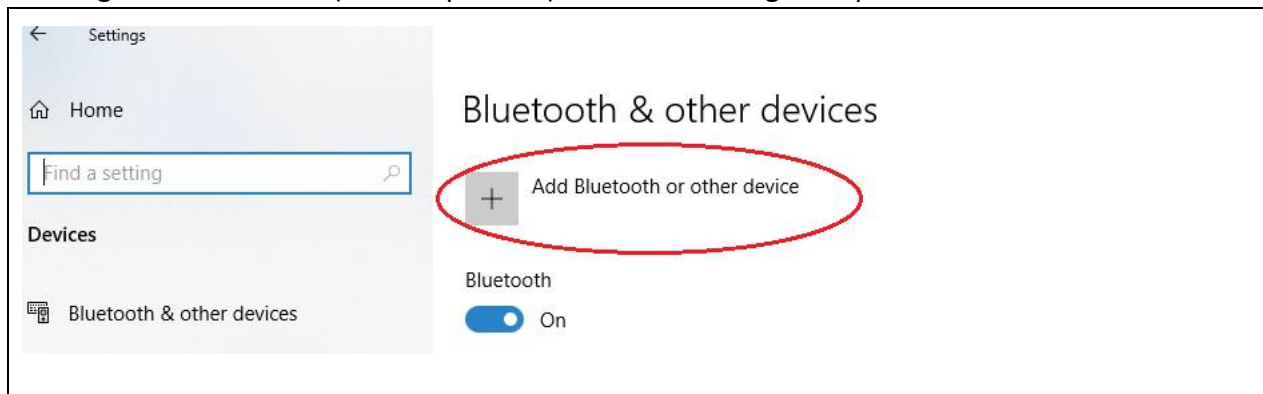 Settings
Home
Find a setting
Devices
Bluetooth & other devices
Bluetooth & other devices
Add Bluetooth or other device
Bluetooth
On